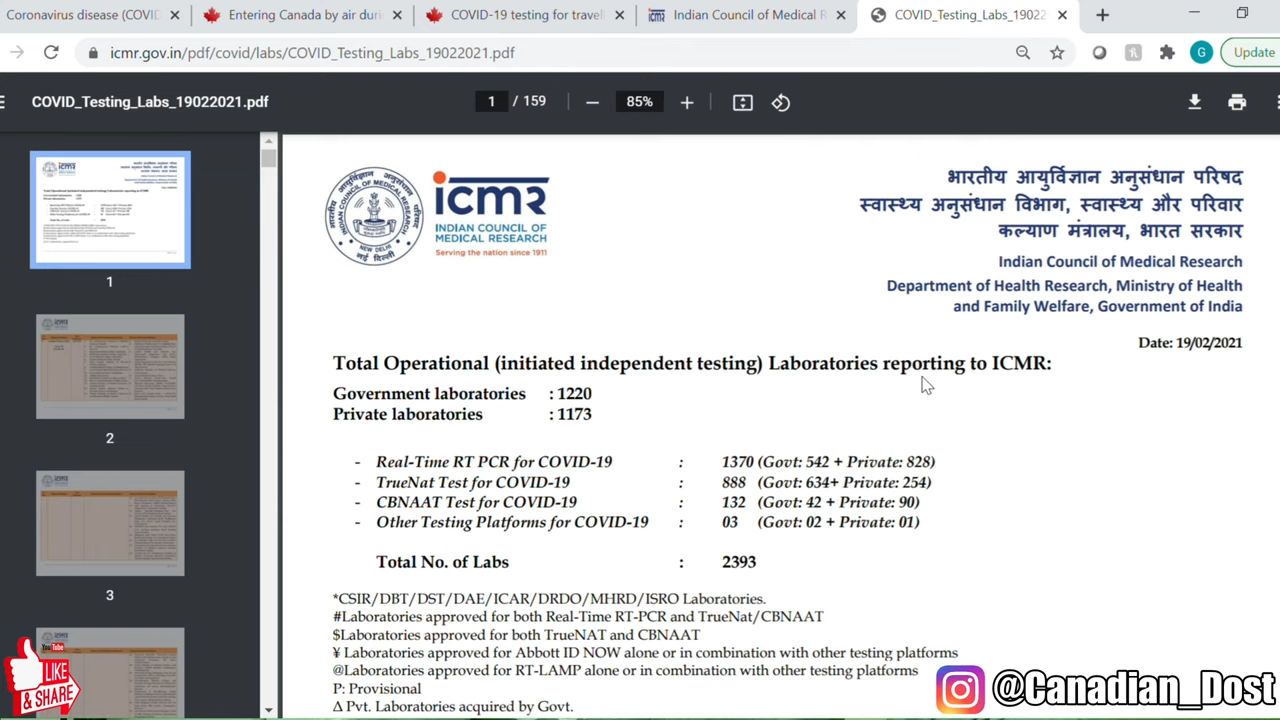 Coronavirus disease (COVI
Entering Canada by air duri
COVID-19 testing for travell
Indian Council of Medical R
COVID_Testing_Labs_19022
icmr.gov.in/pdf/covid/labs/COVID_Testing_Labs_19022021.pdf
G
Update
COVID_Testing_Labs_19022021.pdf
1 / 159
85%
1
2
3
icmr
INDIAN COUNCIL OF
MEDICAL RESEARCH
Serving the nation since 1911
भारतीय आयुर्विज्ञान अनुसंधान परिषद
स्वास्थ्य अनुसंधान विभाग, स्वास्थ्य और परिवार
कल्याण मंत्रालय, भारत सरकार
Indian Council of Medical Research
Department of Health Research, Ministry of Health
and Family Welfare, Government of India
Date: 19/02/2021
Total Operational (initiated independent testing) Laboratories reporting to ICMR:
Government laboratories : 1220
Private laboratories : 1173
- Real-Time RT PCR for COVID-19 : 1370 (Govt: 542 + Private: 828)
- TrueNat Test for COVID-19 : 888 (Govt: 634+ Private: 254)
- CBNAAT Test for COVID-19 : 132 (Govt: 42 + Private: 90)
- Other Testing Platforms for COVID-19 : 03 (Govt: 02 + Private: 01)
Total No. of Labs : 2393
*CSIR/DBT/DST/DAE/ICAR/DRDO/MHRD/ISRO Laboratories.
#Laboratories approved for both Real-Time RT-PCR and TrueNat/CBNAAT
$Laboratories approved for both TrueNAT and CBNAAT
¥ Laboratories approved for Abbott ID NOW alone or in combination with other testing platforms
@Laboratories approved for RT-LAMP alone or in combination with other testing platforms
P: Provisional
Δ Pvt. Laboratories acquired by Govt.
You Tube
LIKE
& SHARE
@Canadian_Dost